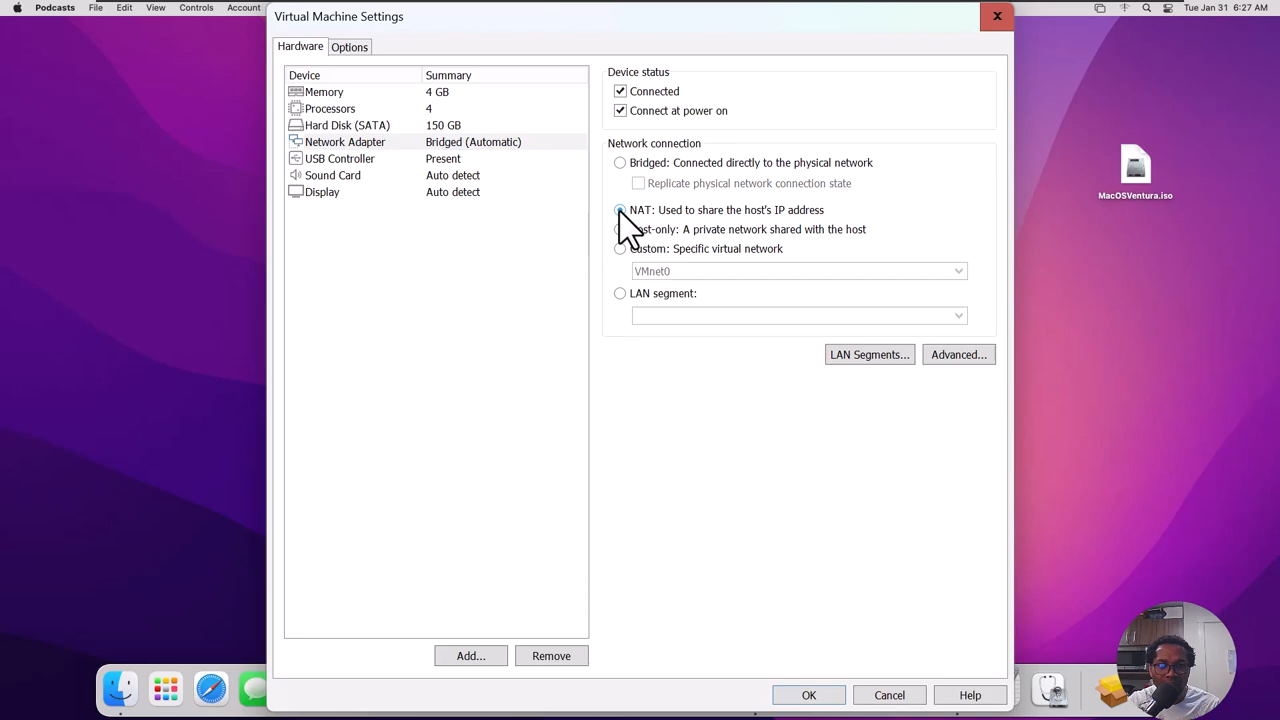 Podcasts File Edit View Controls Account
Tue Jan 31 6:27 AM
Virtual Machine Settings
Hardware Options
Device Summary
Memory 4 GB
Processors 4
Hard Disk (SATA) 150 GB
Network Adapter Bridged (Automatic)
USB Controller Present
Sound Card Auto detect
Display Auto detect
Add... Remove
Device status
Connected
Connect at power on
Network connection
Bridged: Connected directly to the physical network
Replicate physical network connection state
NAT: Used to share the host's IP address
A private network shared with the host
Specific virtual network
VMnet0
LAN segment:
LAN Segments... Advanced...
OK Cancel Help
MacOSVentura.iso